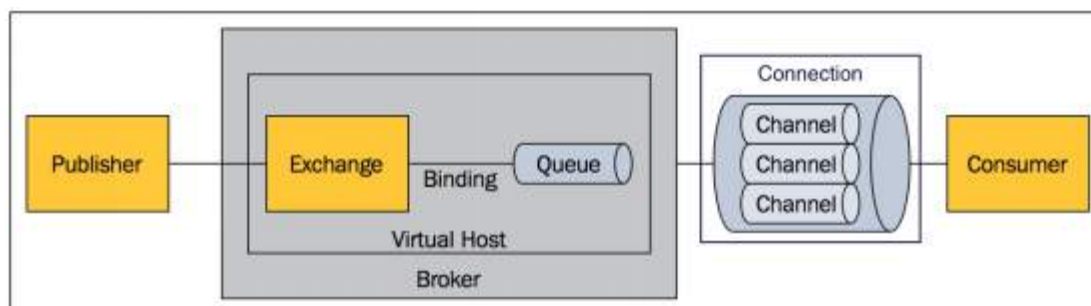 Publisher
Exchange
Binding
Queue
Virtual Host
Broker
Connection
Channel
Channel
Channel
Consumer